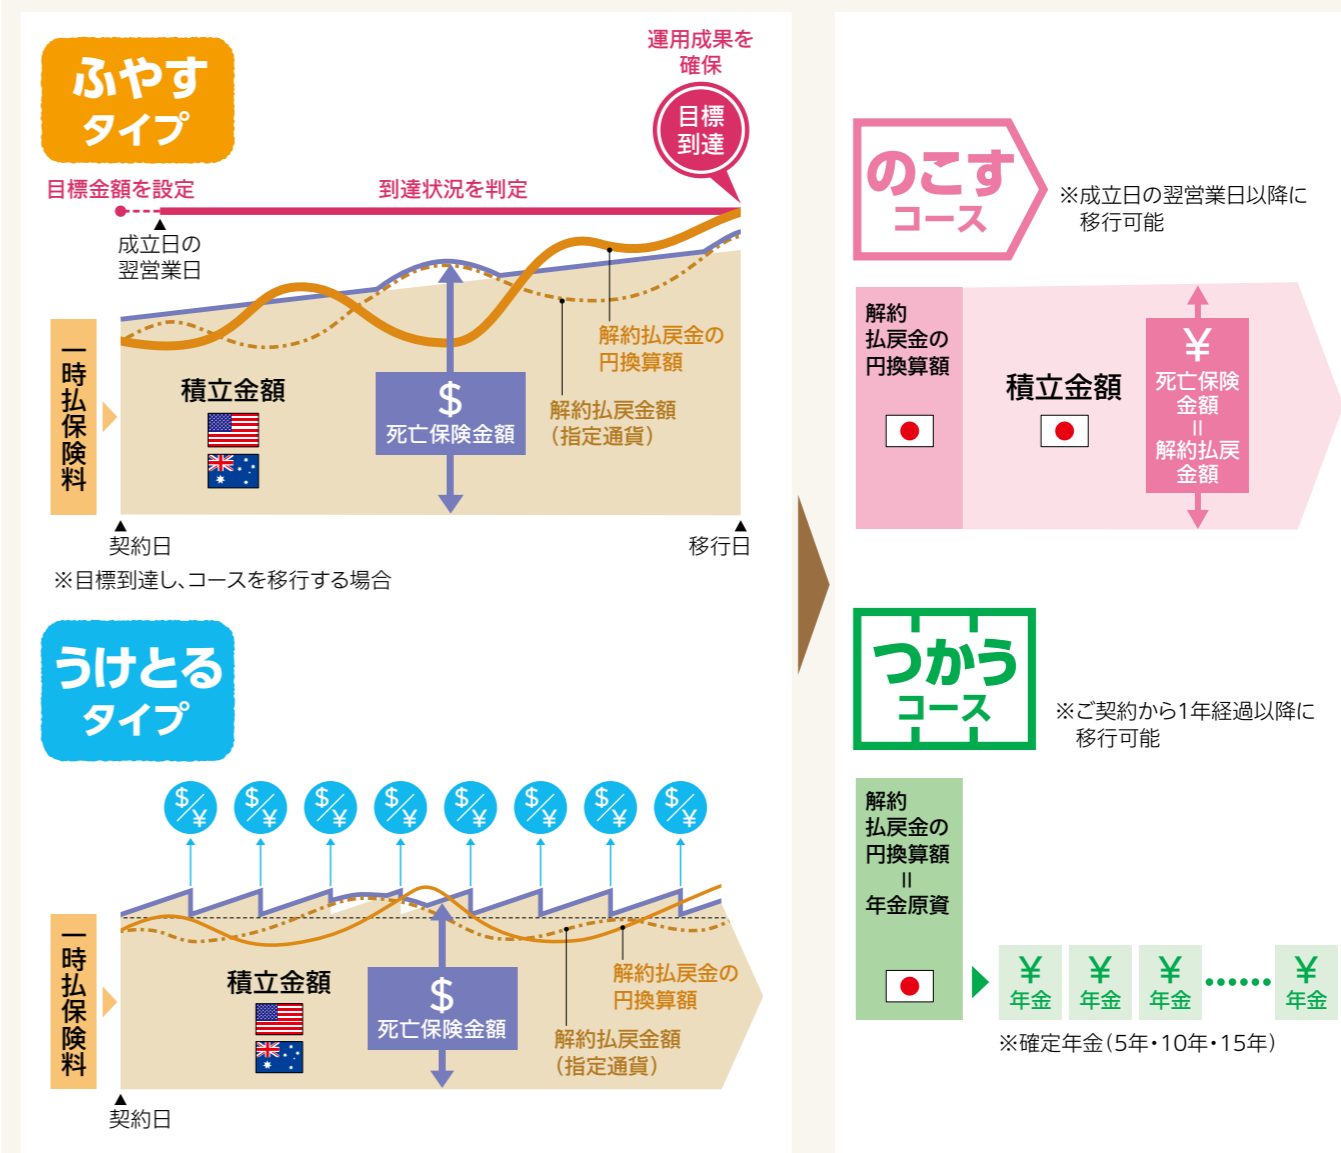 ふやす
タイプ
運用成果を
確保
目標
到達
目標金額を設定
到達状況を判定
▲
成立日の
翌営業日
一時払保険料
積立金額
$
死亡保険金額
解約払戻金の
円換算額
解約払戻金額
(指定通貨)
▲
契約日
▲
移行日
※目標到達し、コースを移行する場合
うけとる
タイプ
$/¥
$/¥
$/¥
$/¥
$/¥
$/¥
$/¥
$/¥
一時払保険料
積立金額
$
死亡保険金額
解約払戻金の
円換算額
解約払戻金額
(指定通貨)
▲
契約日
のこす
コース
※成立日の翌営業日以降に
移行可能
解約
払戻金の
円換算額
積立金額
¥
死亡保険
金額
=
解約払戻
金額
つかう
コース
※ご契約から1年経過以降に
移行可能
解約
払戻金の
円換算額
=
年金原資
¥
年金
¥
年金
¥
年金
……
¥
年金
※確定年金(5年・10年・15年)